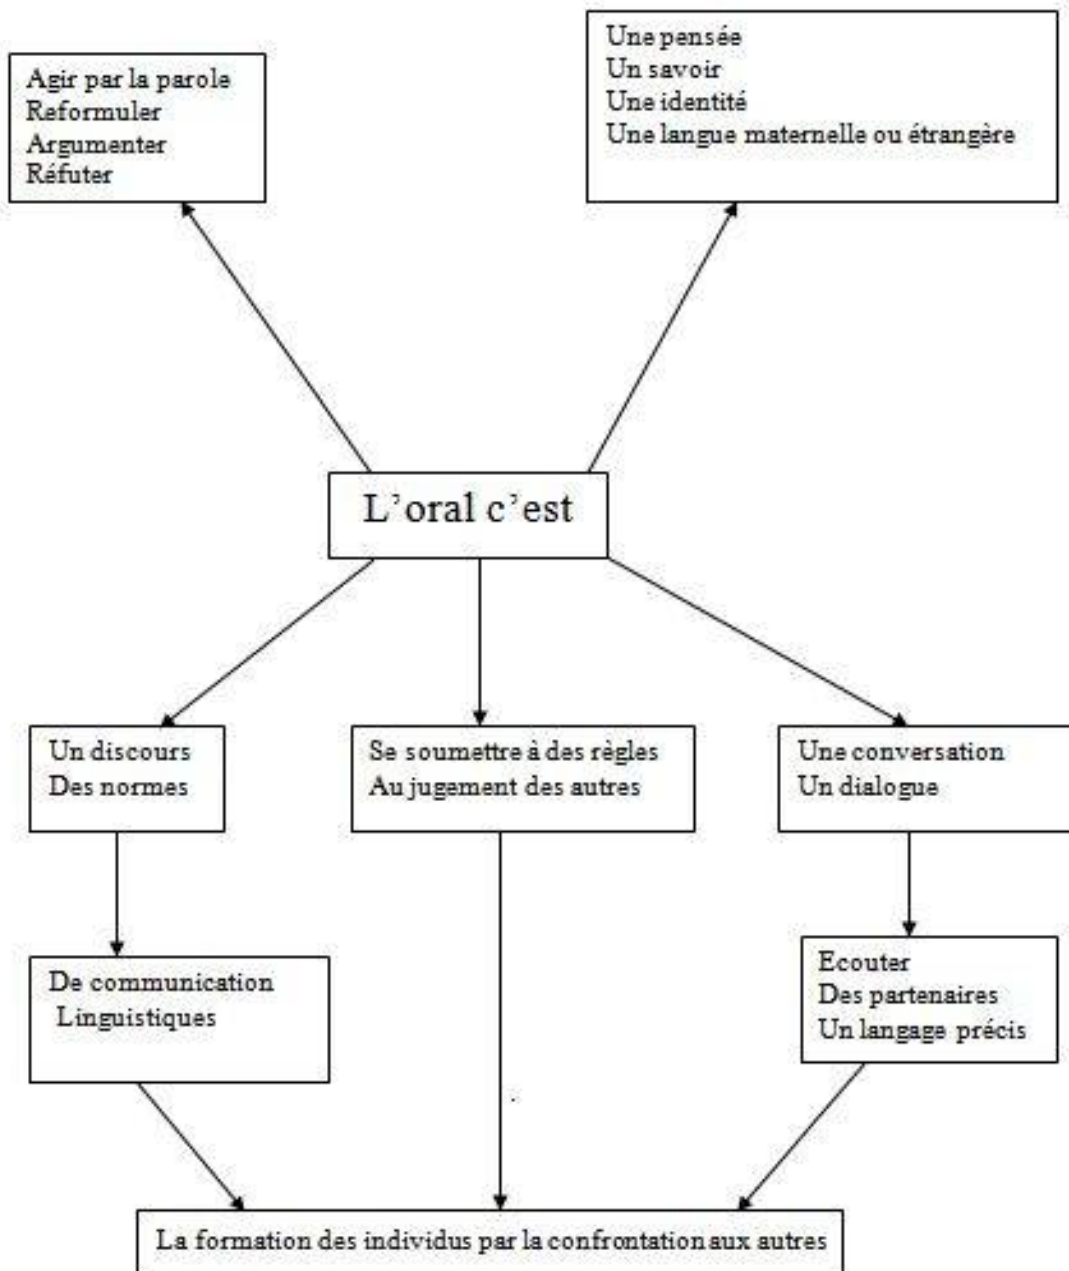 Agir par la parole
Reformuler
Argumenter
Réfuter
Une pensée
Un savoir
Une identité
Une langue maternelle ou étrangère
L'oral c'est
Un discours
Des normes
Se soumettre à des règles
Au jugement des autres
Une conversation
Un dialogue
De communication
Linguistiques
Ecouter
Des partenaires
Un langage précis
La formation des individus par la confrontation aux autres